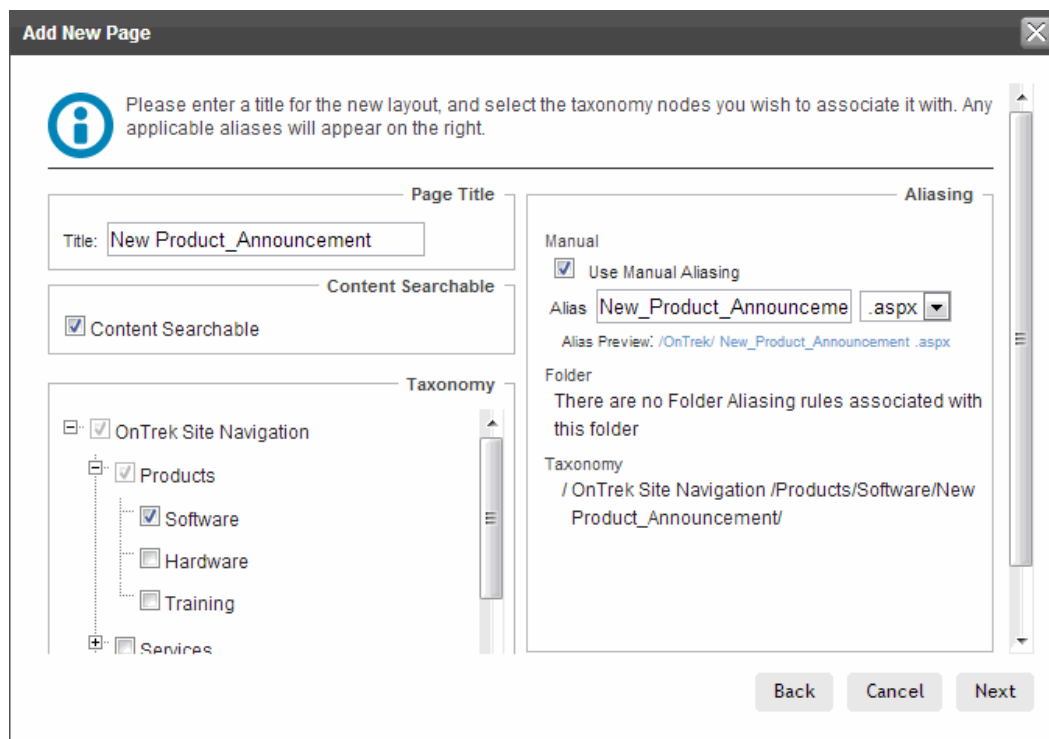 Add New Page
Please enter a title for the new layout, and select the taxonomy nodes you wish to associate it with. Any
applicable aliases will appear on the right.
Page Title
Title: New Product_Announcement
Content Searchable
Content Searchable
Taxonomy
OnTrek Site Navigation
Products
Software
Hardware
Training
Services
Aliasing
Manual
Use Manual Aliasing
Alias New_Product_Announceme .aspx
Alias Preview: /OnTrek/ New_Product_Announcement .aspx
Folder
There are no Folder Aliasing rules associated with
this folder
Taxonomy
/ OnTrek Site Navigation /Products/Software/New
Product_Announcement/
Back Cancel Next